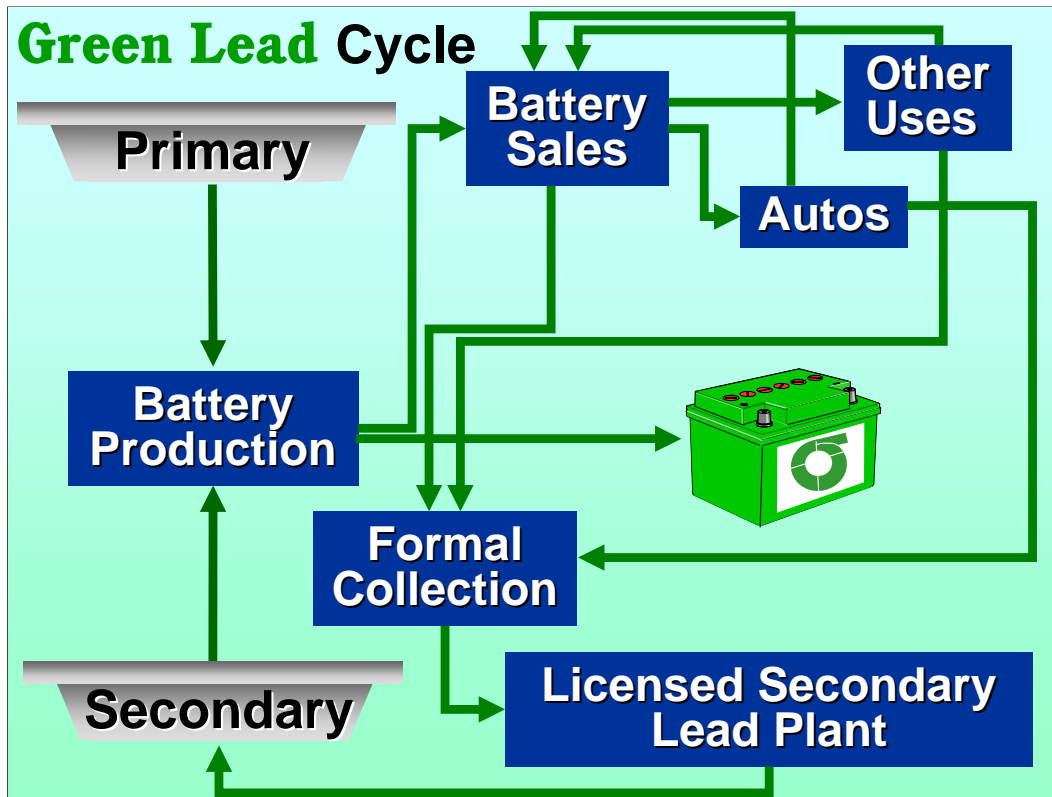 Green Lead Cycle
Primary
Battery
Sales
Other
Uses
Autos
Battery
Production
Formal
Collection
Secondary
Licensed Secondary
Lead Plant